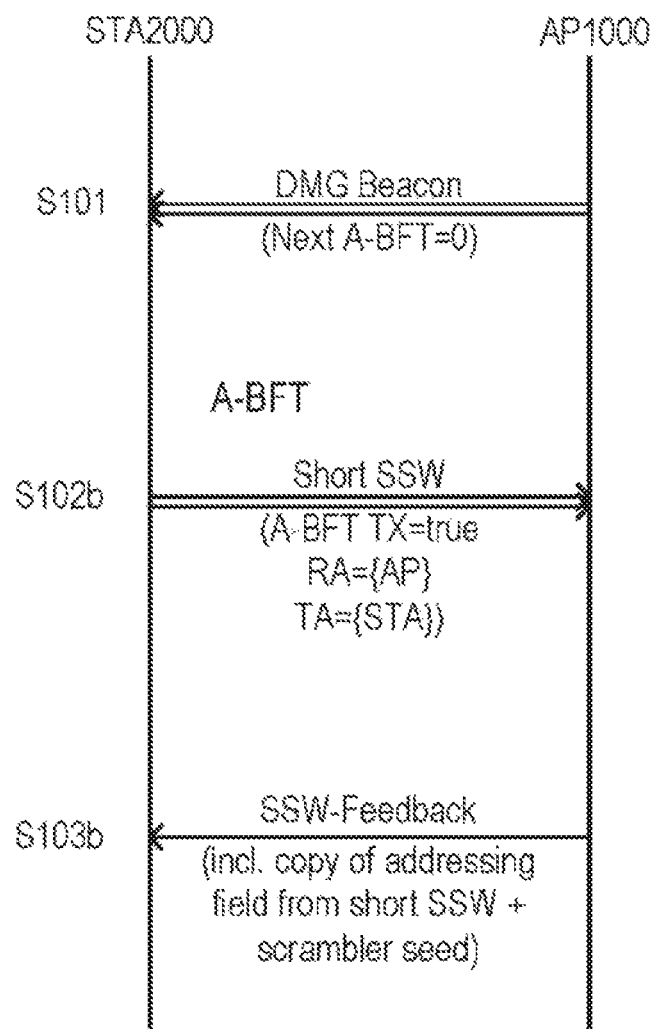 STA2000 AP1000
S101 DMG Beacon
(Next A-BFT=0)
A-BFT
S102b Short SSW
(A-BFT TX=true
RA={AP}
TA={STA})
S103b SSW-Feedback
(incl. copy of addressing
field from short SSW +
scrambler seed)